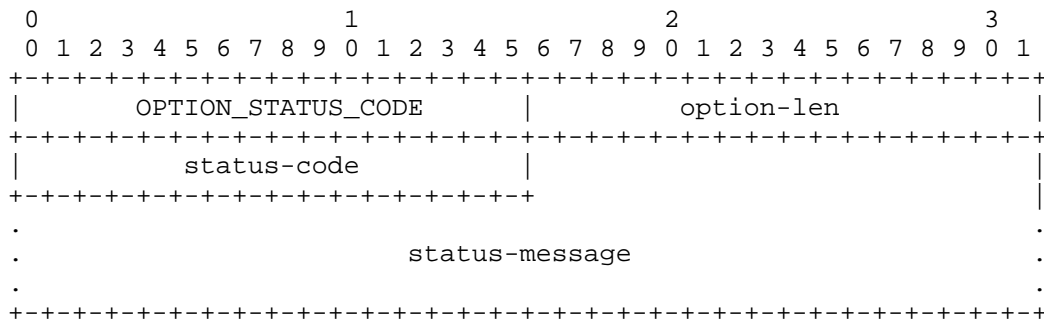 0                   1                   2                   3
 0 1 2 3 4 5 6 7 8 9 0 1 2 3 4 5 6 7 8 9 0 1 2 3 4 5 6 7 8 9 0 1
+-+-+-+-+-+-+-+-+-+-+-+-+-+-+-+-+-+-+-+-+-+-+-+-+-+-+-+-+-+-+-+-+
|       OPTION_STATUS_CODE      |         option-len            |
+-+-+-+-+-+-+-+-+-+-+-+-+-+-+-+-+-+-+-+-+-+-+-+-+-+-+-+-+-+-+-+-+
|          status-code          |                               |
+-+-+-+-+-+-+-+-+-+-+-+-+-+-+-+-+                               |
.                                                               .
.                        status-message                         .
.                                                               .
+-+-+-+-+-+-+-+-+-+-+-+-+-+-+-+-+-+-+-+-+-+-+-+-+-+-+-+-+-+-+-+-+